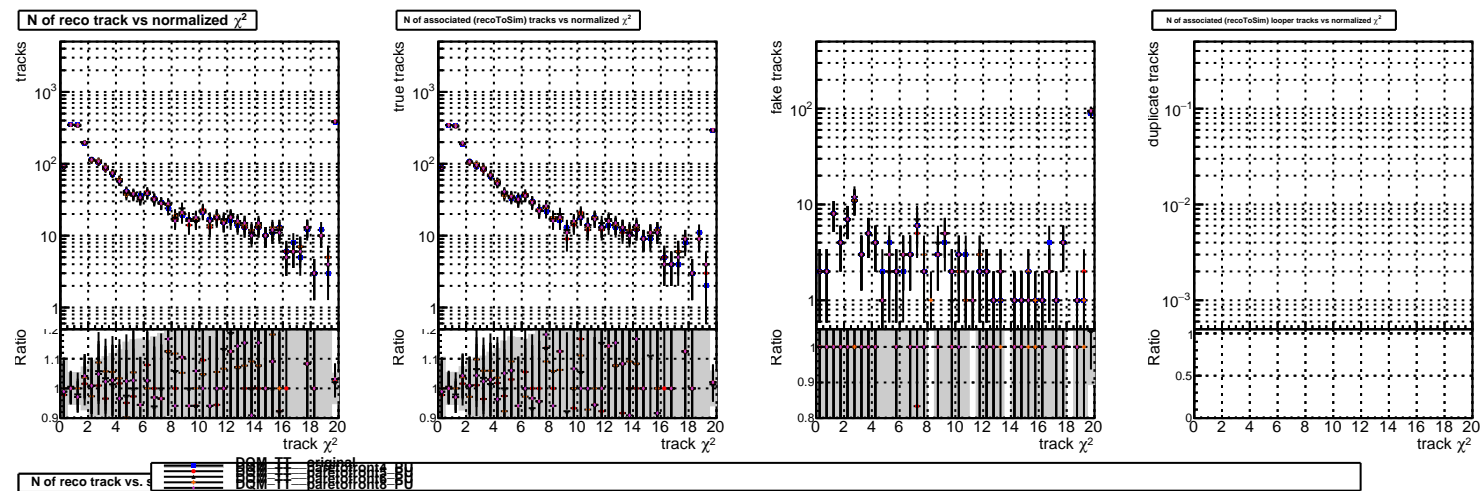 N of reco track vs normalized χ²
N of associated (recoToSim) tracks vs normalized χ²
N of associated (recoToSim) looper tracks vs normalized χ²
tracks
10³
10²
10
1
Ratio
1.2
1.1
1
0.9
0 2 4 6 8 10 12 14 16 18 20
track χ²
true tracks
10³
10²
10
1
Ratio
1.2
1.1
1
0.9
0 2 4 6 8 10 12 14 16 18 20
track χ²
fake tracks
10²
10
1
Ratio
1
0.9
0.8
0 2 4 6 8 10 12 14 16 18 20
track χ²
duplicate tracks
10⁻¹
10⁻²
10⁻³
Ratio
1
0.5
0
0 2 4 6 8 10 12 14 16 18 20
track χ²
N of reco track vs. s
DQM_TT__original
DQM_TT__paretofront8_PU